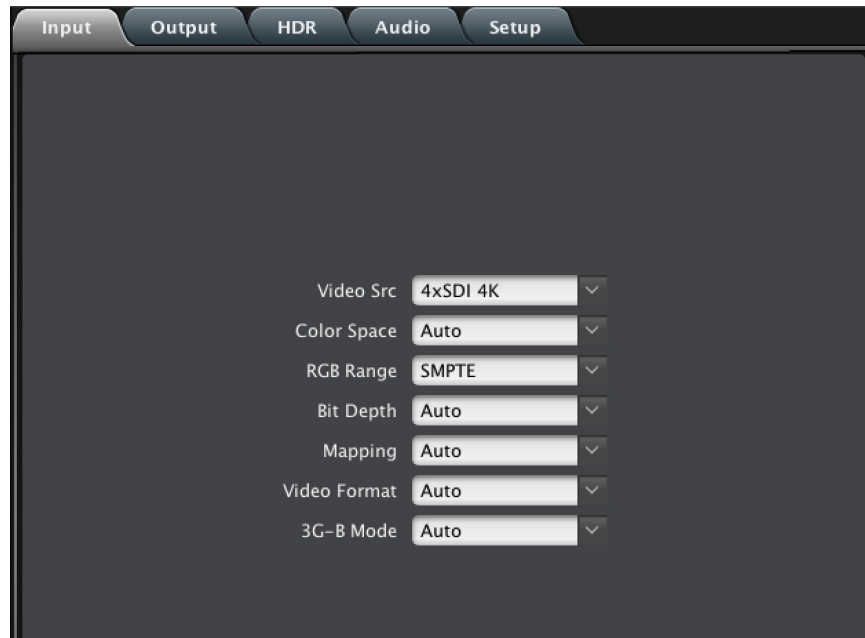 Input Output HDR Audio Setup
Video Src 4xSDI 4K
Color Space Auto
RGB Range SMPTE
Bit Depth Auto
Mapping Auto
Video Format Auto
3G-B Mode Auto